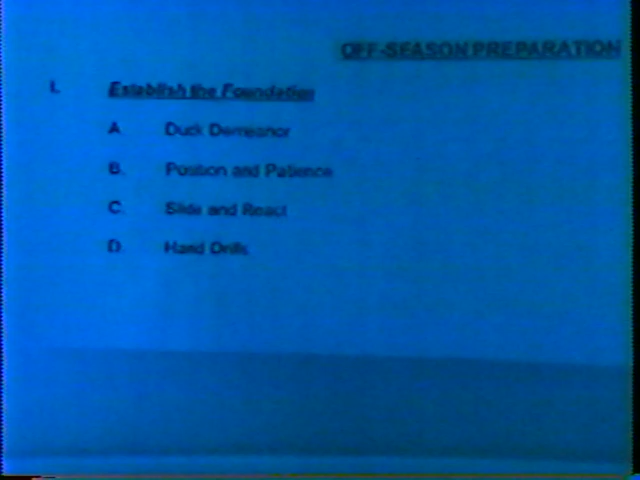 OFF-SEASON PREPARATION
I. Establish the Foundation
A. Duck Demeanor
B. Position and Patience
C. Slide and React
D. Hand Drills